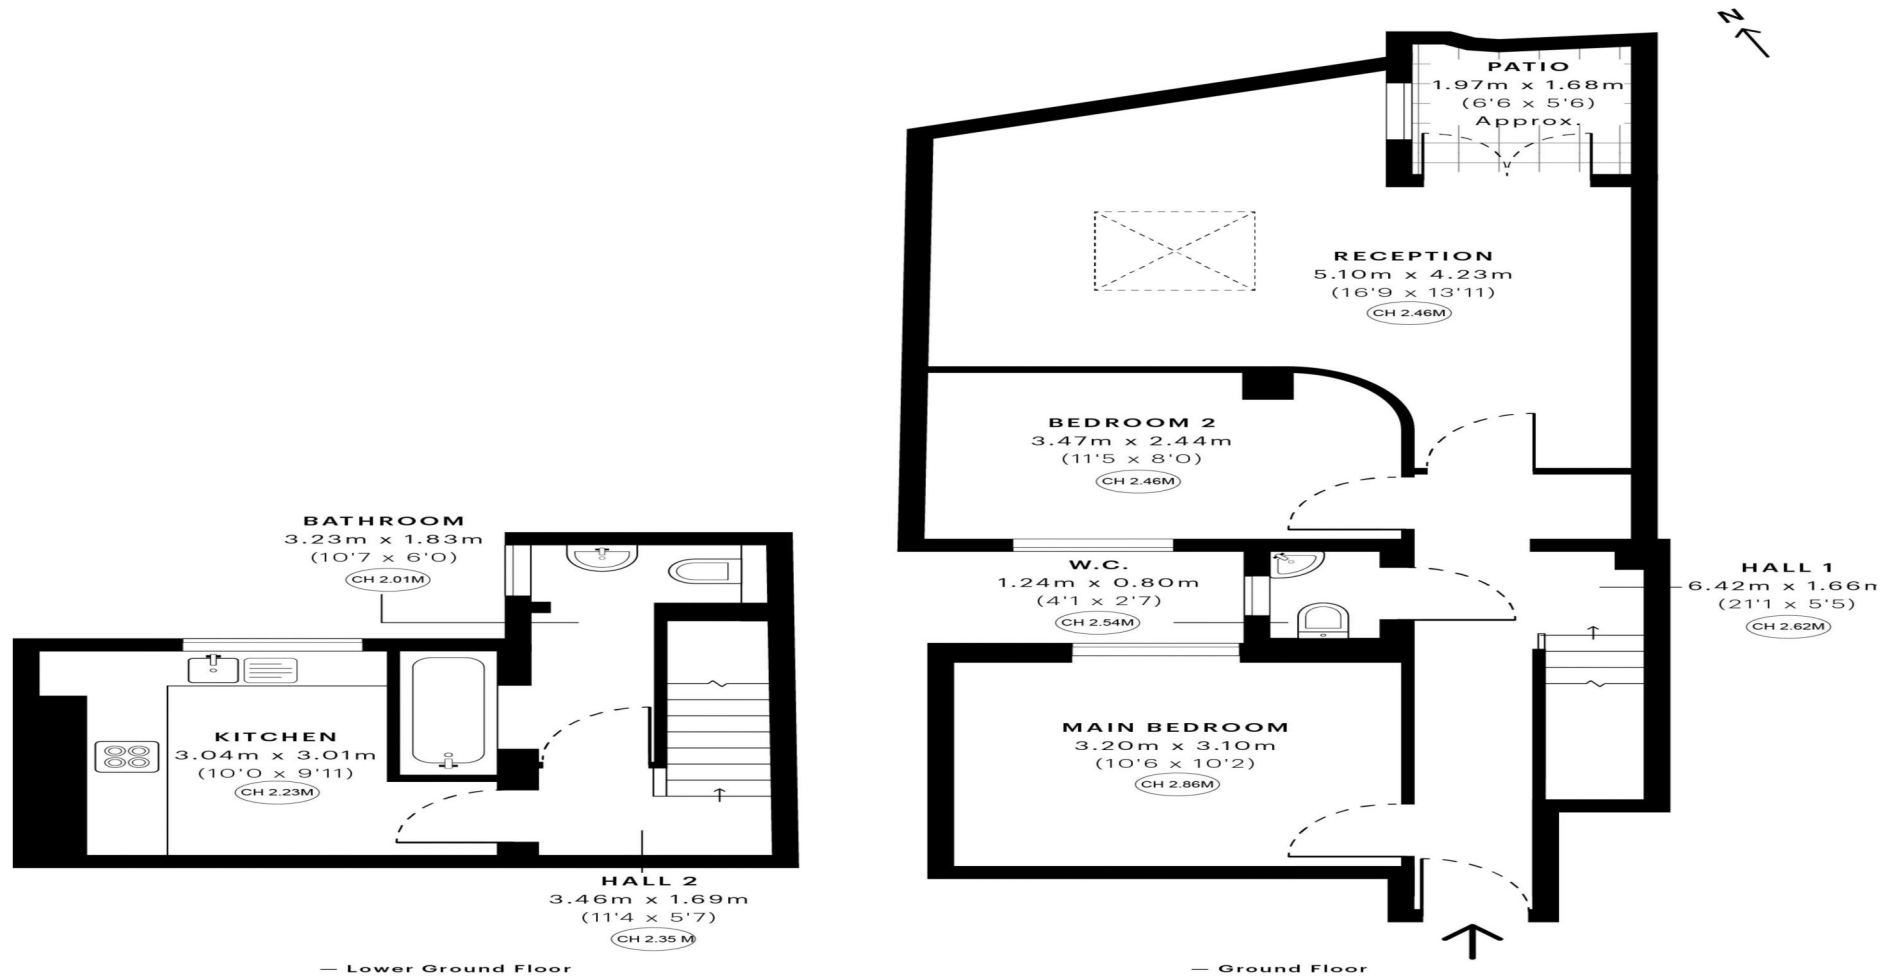 N
PATIO
1.97m x 1.68m
(6'6 x 5'6)
Approx.
RECEPTION
5.10m x 4.23m
(16'9 x 13'11)
CH 2.46M
BEDROOM 2
3.47m x 2.44m
(11'5 x 8'0)
CH 2.46M
BATHROOM
3.23m x 1.83m
(10'7 x 6'0)
CH 2.01M
W.C.
1.24m x 0.80m
(4'1 x 2'7)
CH 2.54M
HALL 1
6.42m x 1.66m
(21'1 x 5'5)
CH 2.62M
KITCHEN
3.04m x 3.01m
(10'0 x 9'11)
CH 2.23M
MAIN BEDROOM
3.20m x 3.10m
(10'6 x 10'2)
CH 2.86M
HALL 2
3.46m x 1.69m
(11'4 x 5'7)
CH 2.35 M
— Lower Ground Floor
— Ground Floor